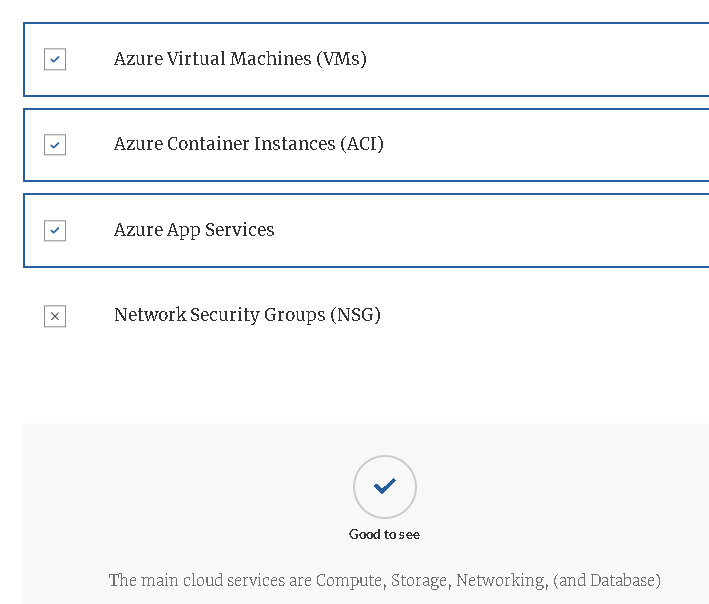 Azure Virtual Machines (VMs)
Azure Container Instances (ACI)
Azure App Services
Network Security Groups (NSG)
Good to see
The main cloud services are Compute, Storage, Networking, (and Database)